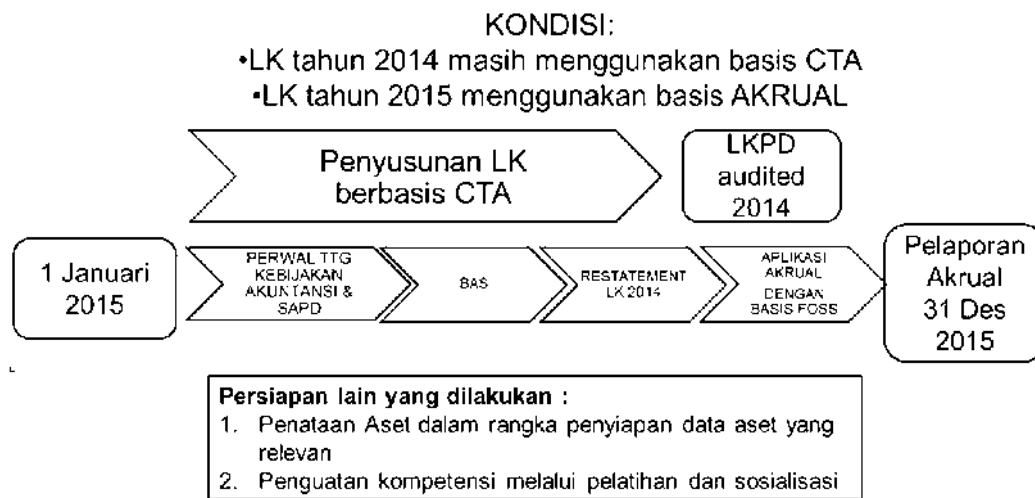 KONDISI:
•LK tahun 2014 masih menggunakan basis CTA
•LK tahun 2015 menggunakan basis AKRUAL
Penyusunan LK
berbasis CTA
LKPD
audited
2014
1 Januari
2015
PERWAL TTG
KEBIJAKAN
AKUNTANSI &
SAPD
BAS
RESTATEMENT
LK 2014
APLIKASI
AKRUAL
DENGAN
BASIS FOSS
Pelaporan
Akrual
31 Des
2015
Persiapan lain yang dilakukan :
1. Penataan Aset dalam rangka penyiapan data aset yang
relevan
2. Penguatan kompetensi melalui pelatihan dan sosialisasi